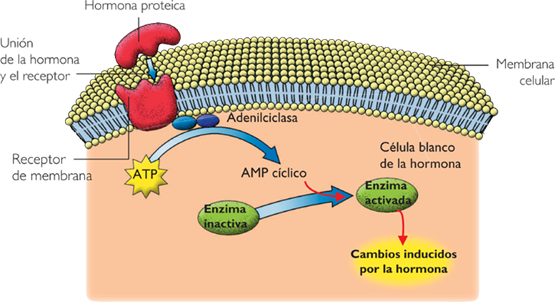 Hormona proteica
Unión
de la hormona
y el receptor
Membrana
celular
Adenilciclasa
Receptor
de membrana
ATP
AMP cíclico
Célula blanco
de la hormona
Enzima
inactiva
Enzima
activada
Cambios inducidos
por la hormona